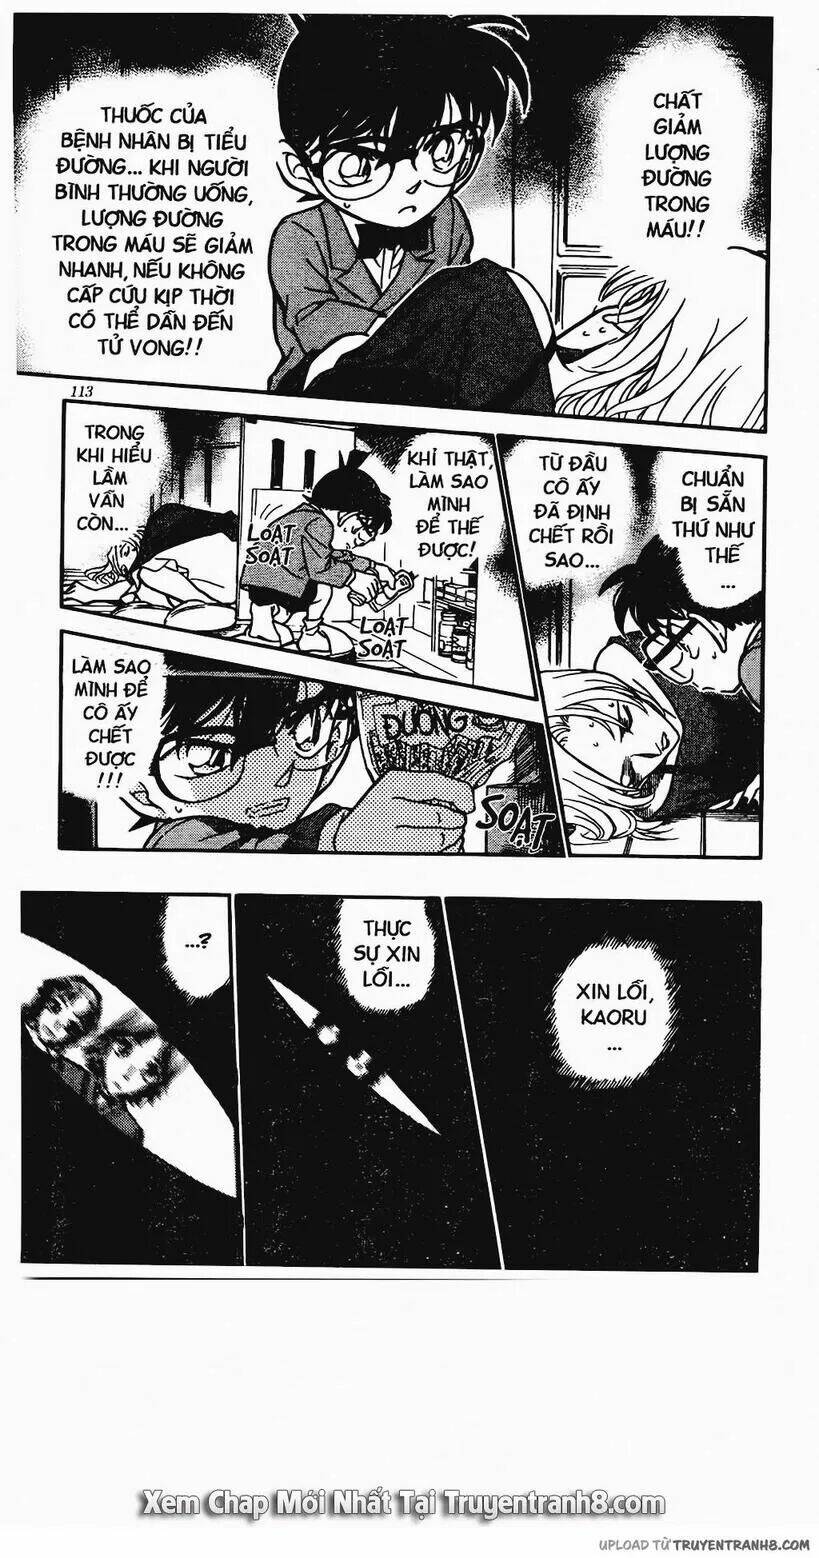 CHẤT
GIẢM
LƯỢNG
ĐƯỜNG
TRONG
MÁU!!
THUỐC CỦA
BỆNH NHÂN BỊ TIỂU
ĐƯỜNG... KHI NGƯỜI
BÌNH THƯỜNG UỐNG,
LƯỢNG ĐƯỜNG
TRONG MÁU SẼ GIẢM
NHANH, NẾU KHÔNG
CẤP CỨU KỊP THỜI
CÓ THỂ DẪN ĐẾN
TỬ VONG!!
113
CHUẨN
BỊ SẴN
THỨ NHƯ
THẾ
...
TỪ ĐẦU
CÔ ẤY
ĐÃ ĐỊNH
CHẾT RỒI
SAO...
KHỈ THẬT,
LÀM SAO
MÌNH
ĐỂ THẾ
ĐƯỢC!
LOẠT
SOẠT
LOẠT
SOẠT
TRONG
KHI HIỂU
LẦM
VẪN
CÒN...
ĐƯỜNG
SOẠT
LÀM SAO
MÌNH ĐỂ
CÔ ẤY
CHẾT
ĐƯỢC
!!!
XIN LỖI,
KAORU
...
THỰC
SỰ XIN
LỖI...
...?
Xem Chap Mới Nhất Tại Truyentranh8.com
UPLOAD TỪ TRUYENTRANH8.COM